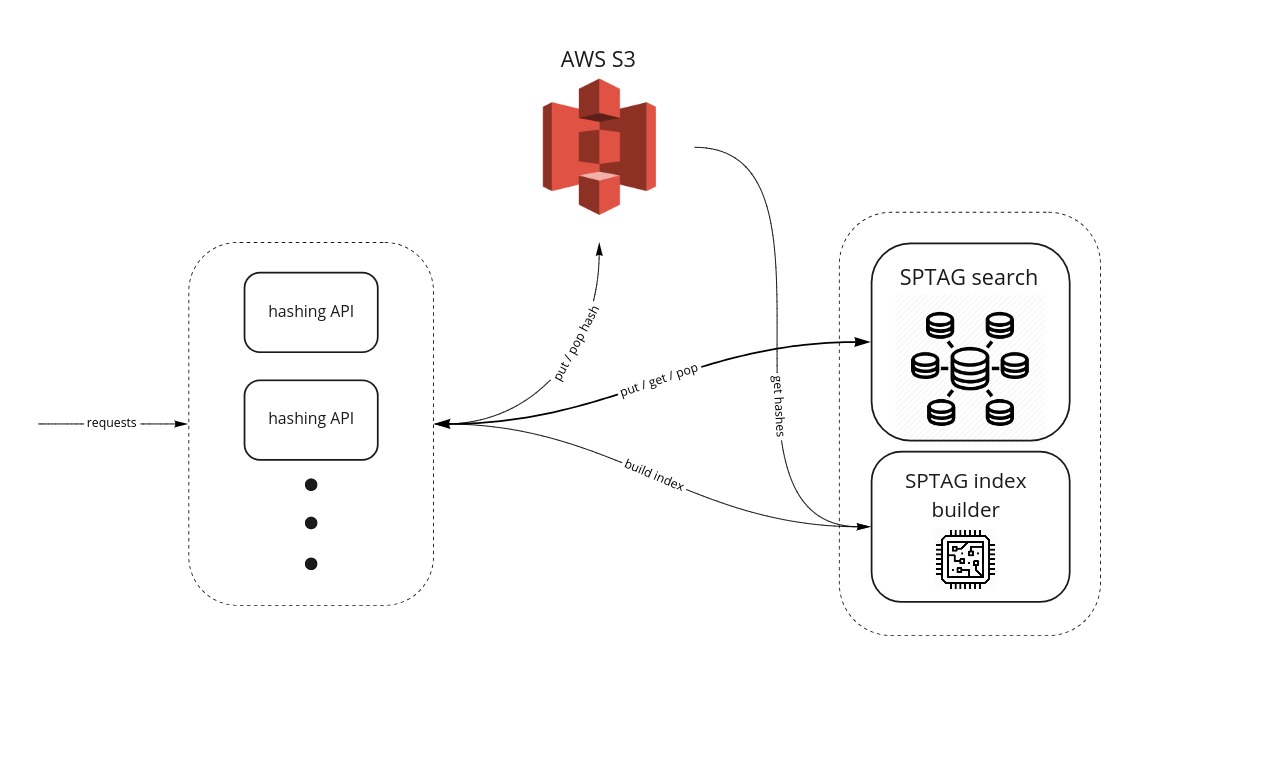 AWS S3
hashing API
hashing API
requests
put / pop hash
put / get / pop
build index
get hashes
SPTAG search
SPTAG index
builder